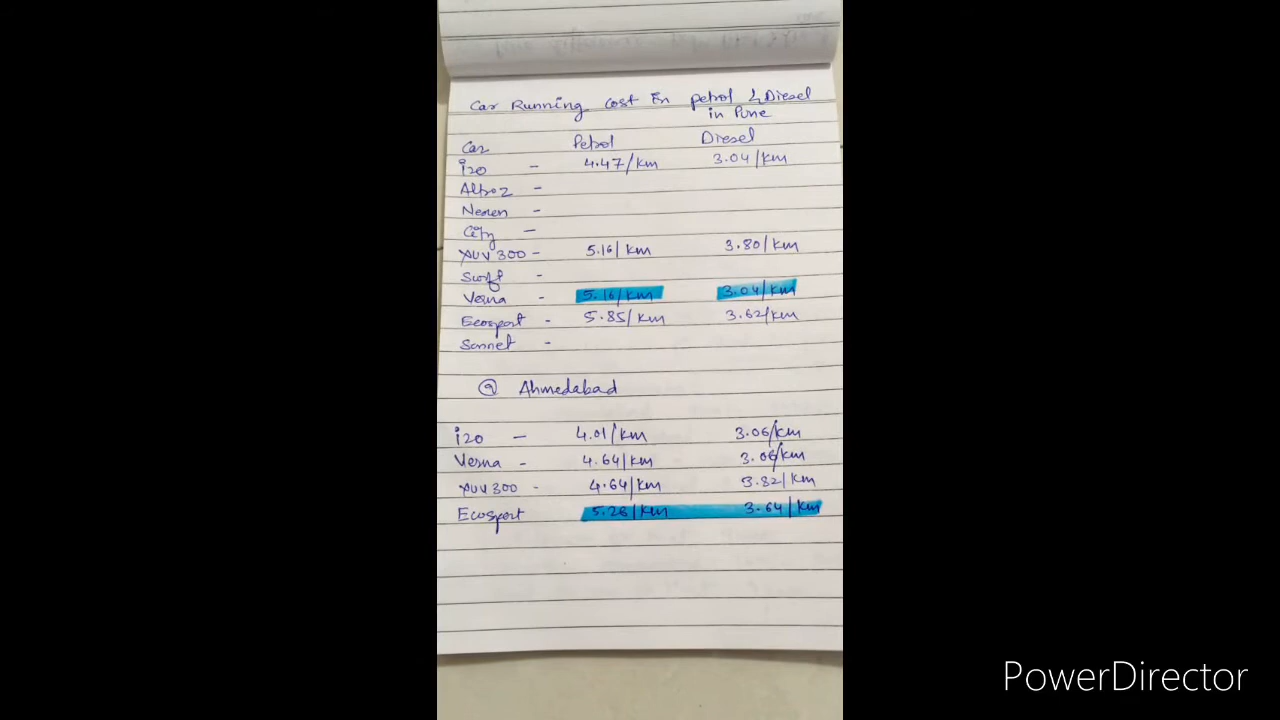 Car Running Cost En petrol & Diesel
in Pune
Car Petrol Diesel
i20 - 4.47/km 3.04/km
Altroz -
Nexon -
City -
XUV 300 - 5.16/km 3.80/km
Swift -
Verna - 5.16/km 3.04/km
Ecosport - 5.85/km 3.62/km
Sonnet -
@ Ahmedabad
i20 - 4.01/km 3.06/km
Verna - 4.64/km 3.06/km
XUV 300 - 4.64/km 3.82/km
Ecosport 5.26/km 3.64/km
PowerDirector